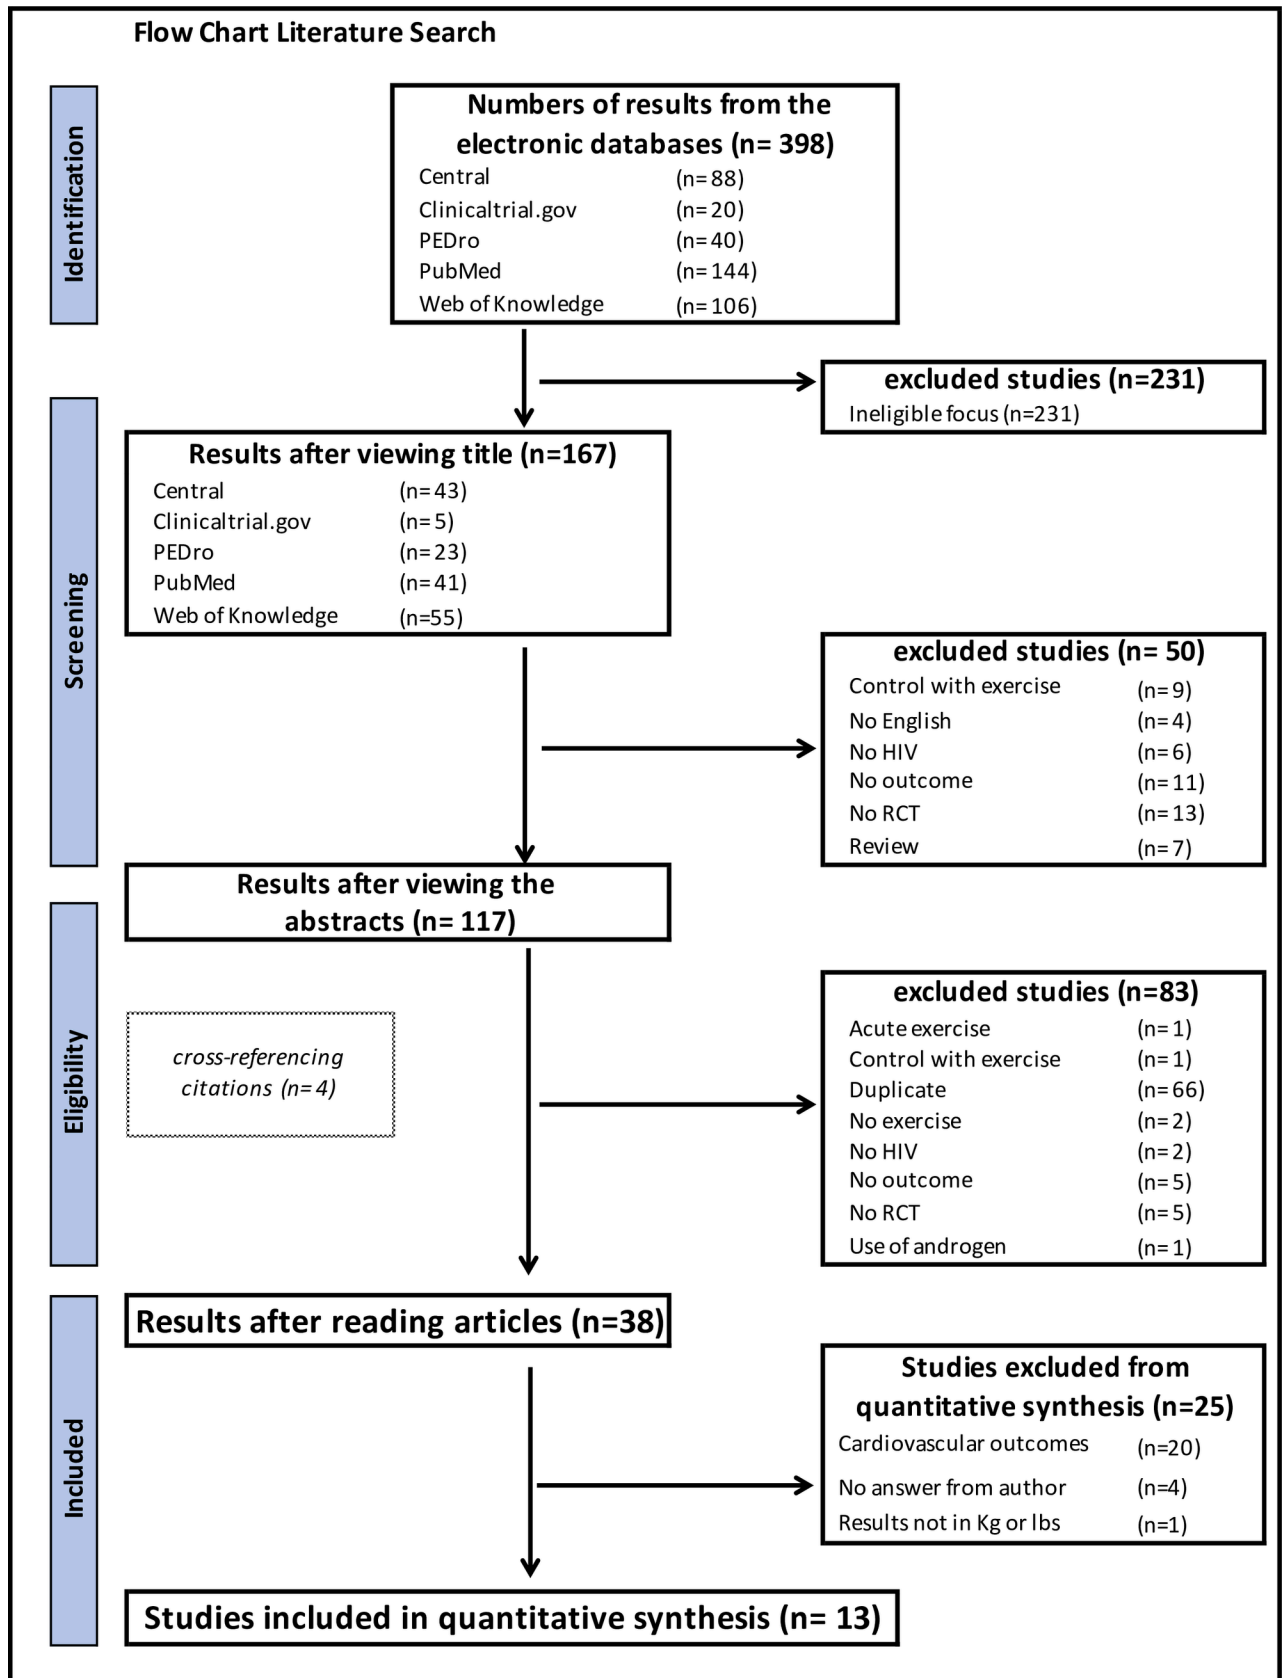 Flow Chart Literature Search
Identification
Numbers of results from the
electronic databases (n= 398)
Central (n= 88)
Clinicaltrial.gov (n= 20)
PEDro (n= 40)
PubMed (n= 144)
Web of Knowledge (n= 106)
excluded studies (n=231)
Ineligible focus (n=231)
Screening
Results after viewing title (n=167)
Central (n= 43)
Clinicaltrial.gov (n= 5)
PEDro (n= 23)
PubMed (n= 41)
Web of Knowledge (n=55)
excluded studies (n= 50)
Control with exercise (n= 9)
No English (n= 4)
No HIV (n= 6)
No outcome (n= 11)
No RCT (n= 13)
Review (n= 7)
Results after viewing the
abstracts (n= 117)
Eligibility
cross-referencing
citations (n= 4)
excluded studies (n=83)
Acute exercise (n= 1)
Control with exercise (n= 1)
Duplicate (n= 66)
No exercise (n= 2)
No HIV (n= 2)
No outcome (n= 5)
No RCT (n= 5)
Use of androgen (n= 1)
Included
Results after reading articles (n=38)
Studies excluded from
quantitative synthesis (n=25)
Cardiovascular outcomes (n=20)
No answer from author (n=4)
Results not in Kg or lbs (n=1)
Studies included in quantitative synthesis (n= 13)